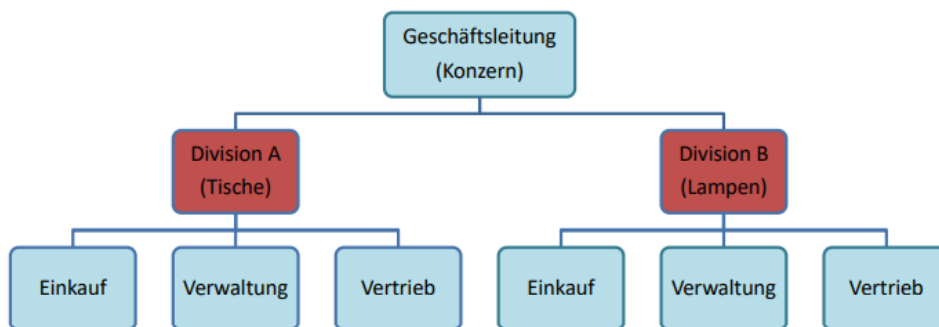 Geschäftsleitung
(Konzern)
Division A
(Tische)
Division B
(Lampen)
Einkauf
Verwaltung
Vertrieb
Einkauf
Verwaltung
Vertrieb